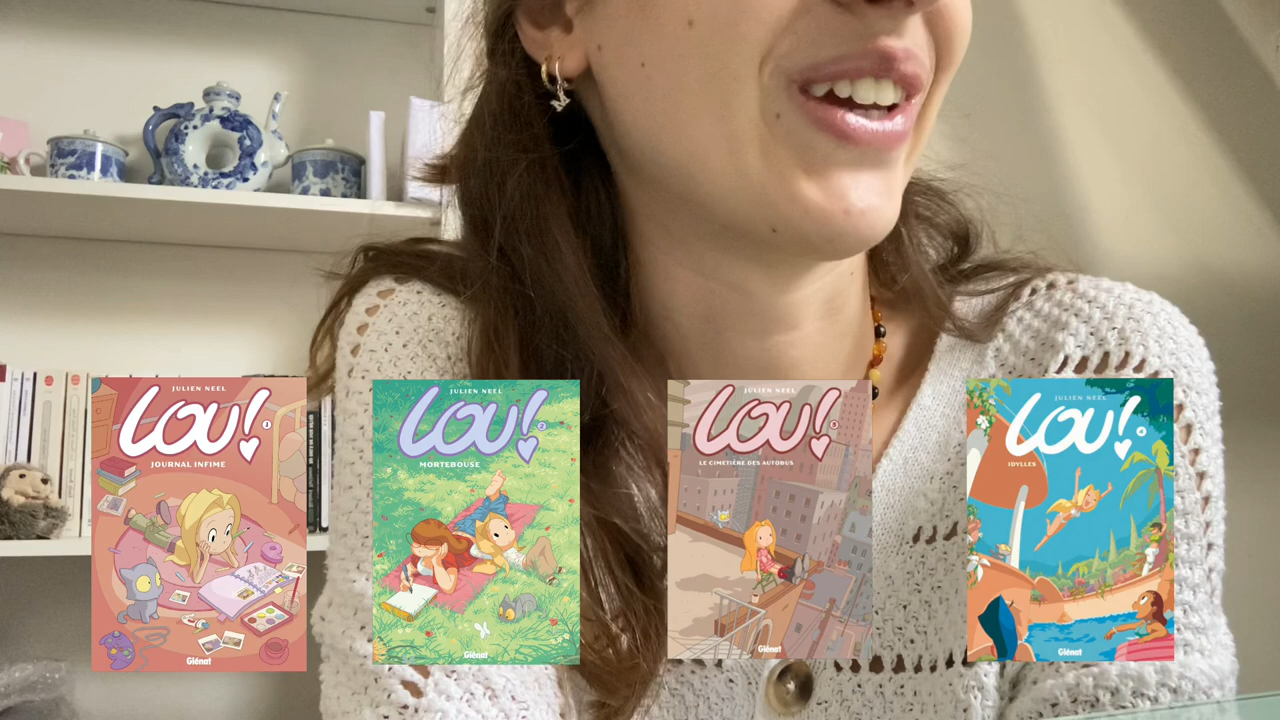 JULIEN NEEL
LOU!
1
JOURNAL INFIME
Glénat
JULIEN NEEL
LOU!
2
MORTEBOUSE
Glénat
JULIEN NEEL
LOU!
3
LE CIMETIÈRE DES AUTOBUS
Glénat
JULIEN NEEL
LOU!
IDYLLES
Glénat